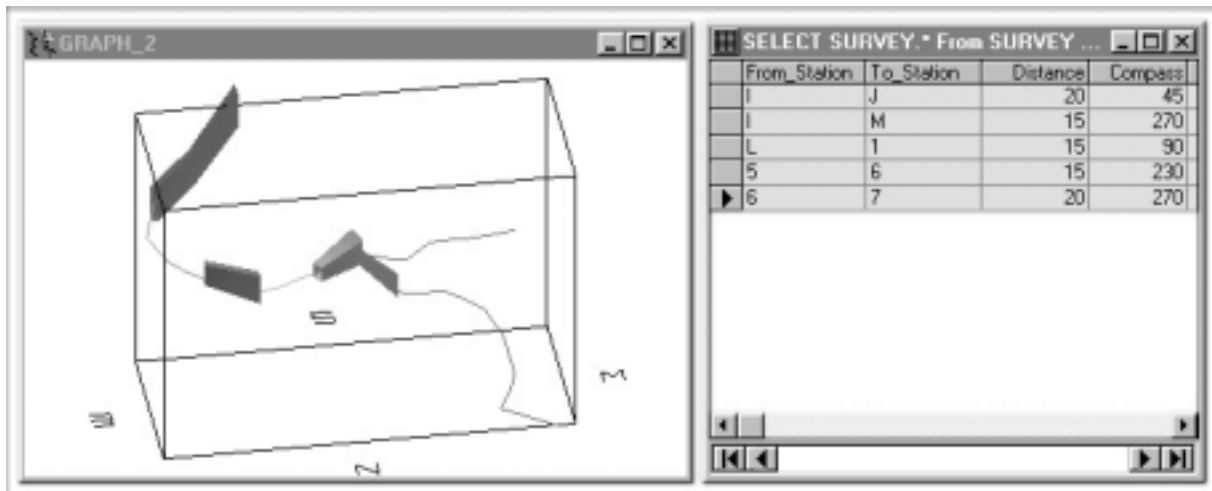 GRAPH_2
SELECT SURVEY.* From SURVEY ...
From_Station To_Station Distance Compass
I J 20 45
I M 15 270
L 1 15 90
5 6 15 230
6 7 20 270